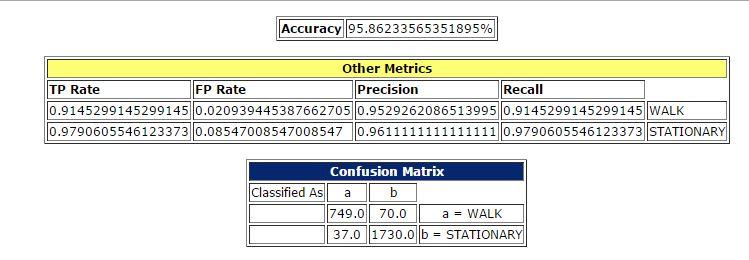 Accuracy 95.86233565351895%
Other Metrics
TP Rate FP Rate Precision Recall
0.9145299145299145 0.020939445387662705 0.9529262086513995 0.9145299145299145 WALK
0.9790605546123373 0.08547008547008547 0.9611111111111111 0.9790605546123373 STATIONARY
Confusion Matrix
Classified As a b
749.0 70.0 a = WALK
37.0 1730.0 b = STATIONARY